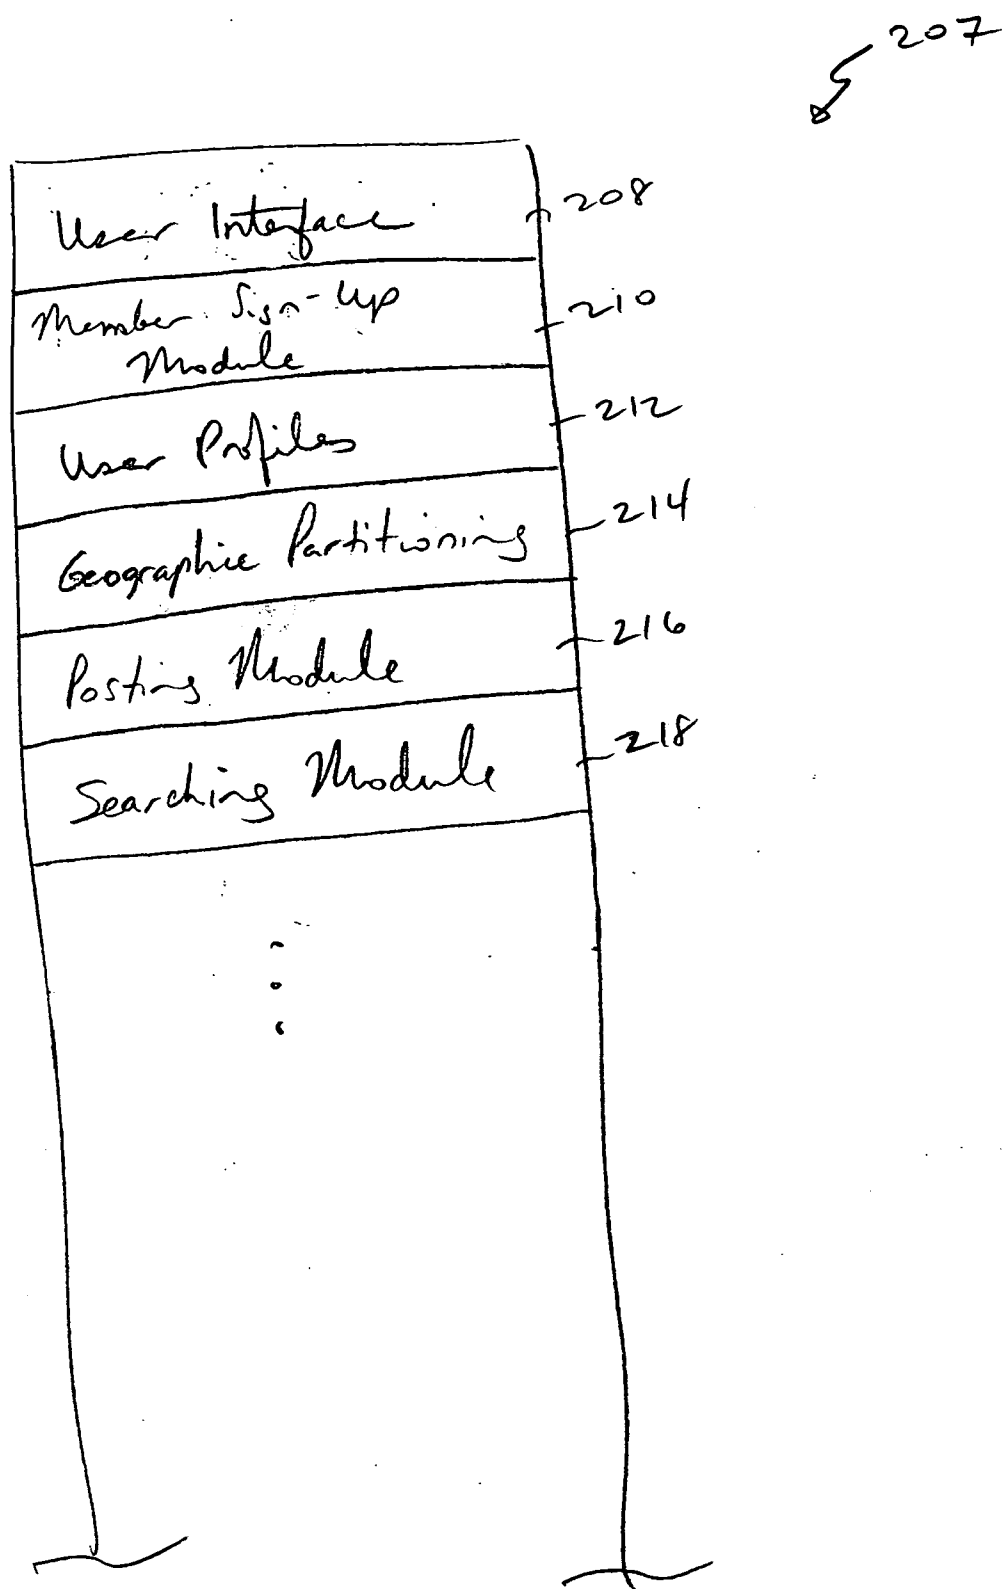 207
User Interface 208
Member Sign-Up 210
Module
User Profiles 212
Geographic Partitioning 214
Posting Module 216
Searching Module 218